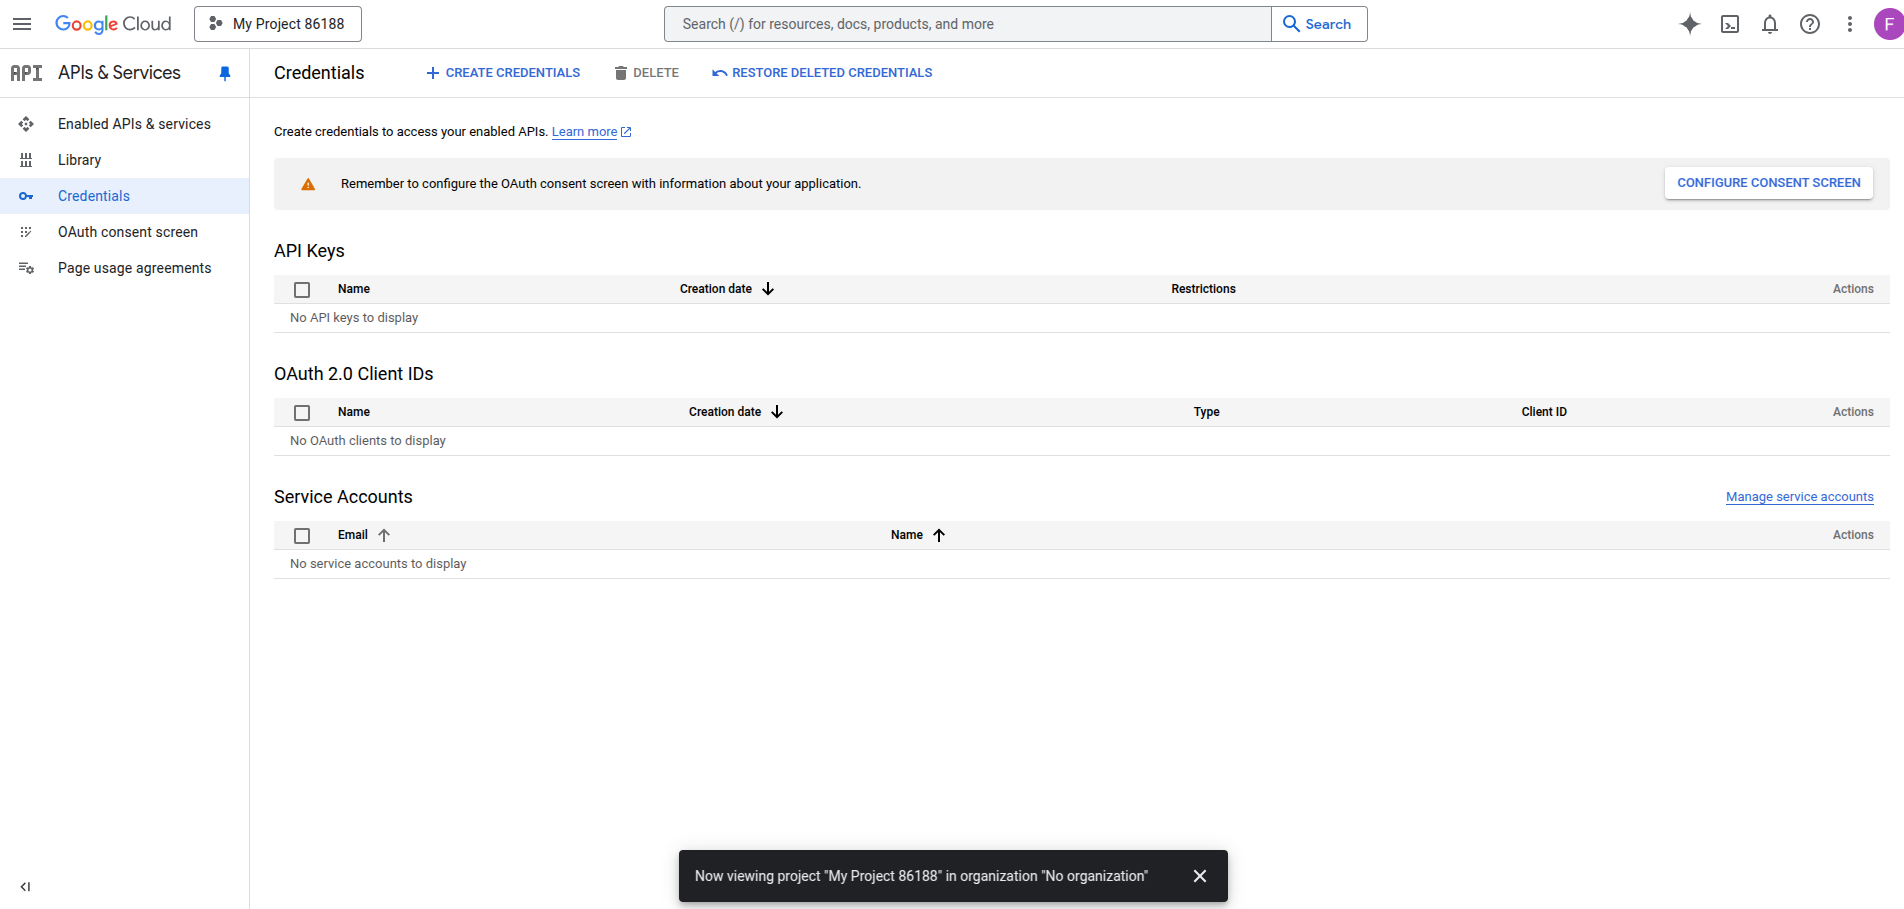 Google Cloud
My Project 86188
Search (/) for resources, docs, products, and more
Search
F
API
APIs & Services
Credentials
CREATE CREDENTIALS
DELETE
RESTORE DELETED CREDENTIALS
Enabled APIs & services
Library
Credentials
OAuth consent screen
Page usage agreements
Create credentials to access your enabled APIs. Learn more
Remember to configure the OAuth consent screen with information about your application.
CONFIGURE CONSENT SCREEN
API Keys
Name Creation date Restrictions Actions
No API keys to display
OAuth 2.0 Client IDs
Name Creation date Type Client ID Actions
No OAuth clients to display
Service Accounts
Manage service accounts
Email Name Actions
No service accounts to display
Now viewing project "My Project 86188" in organization "No organization"